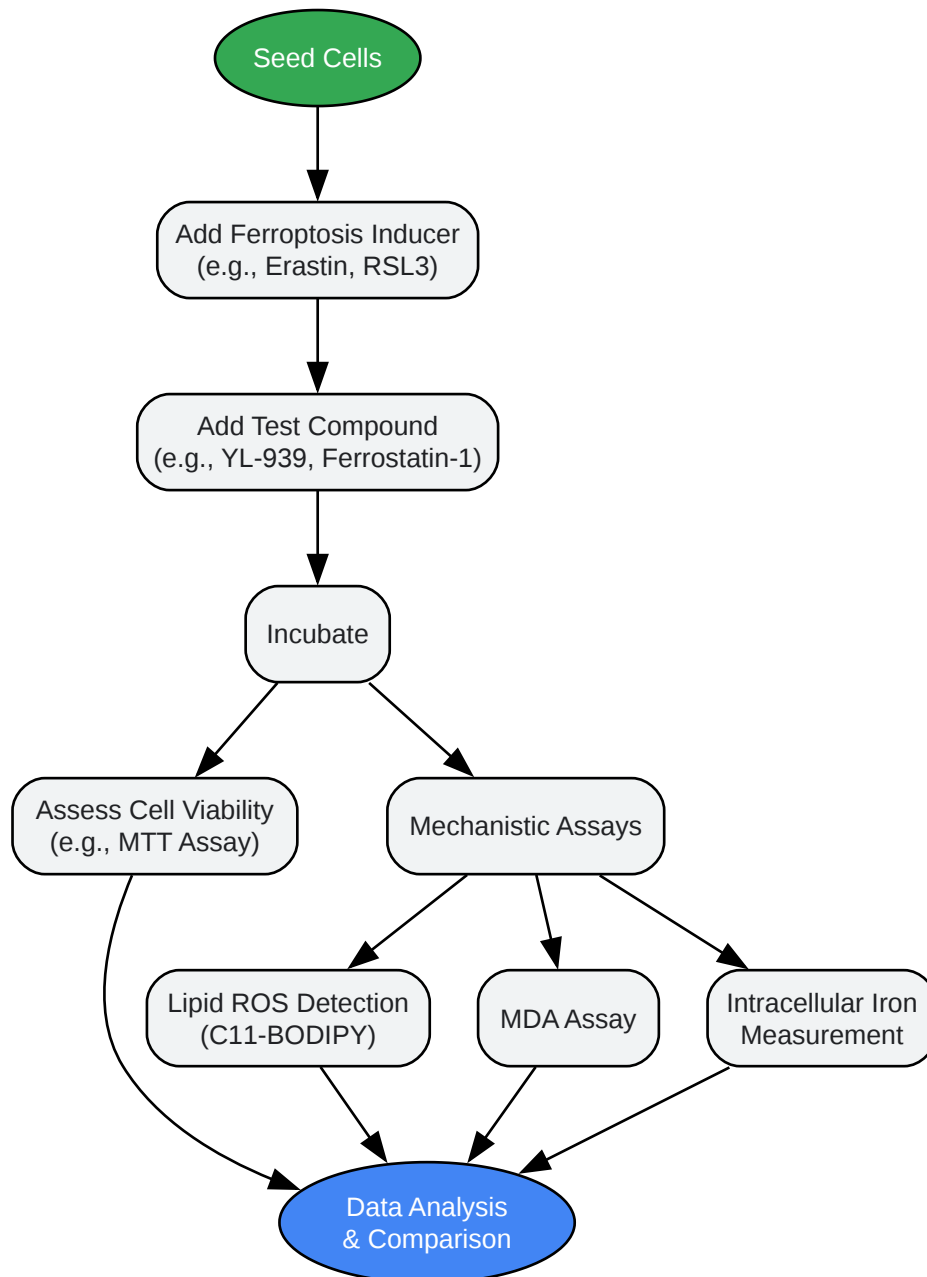 Seed Cells
Add Ferroptosis Inducer
(e.g., Erastin, RSL3)
Add Test Compound
(e.g., YL-939, Ferrostatin-1)
Incubate
Assess Cell Viability
(e.g., MTT Assay)
Mechanistic Assays
Lipid ROS Detection
(C11-BODIPY)
MDA Assay
Intracellular Iron
Measurement
Data Analysis
& Comparison